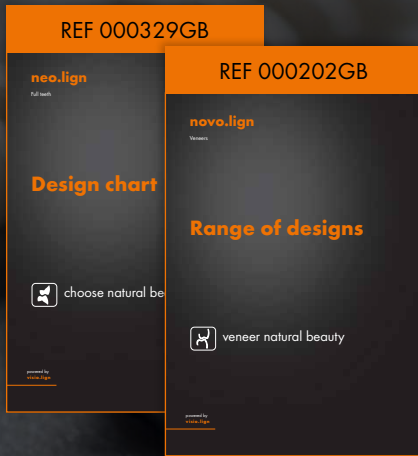 REF 000329GB
neo.lign
Full teeth
Design chart
choose natural be
powered by
visio.lign
REF 000202GB
novo.lign
Veneers
Range of designs
veneer natural beauty
powered by
visio.lign